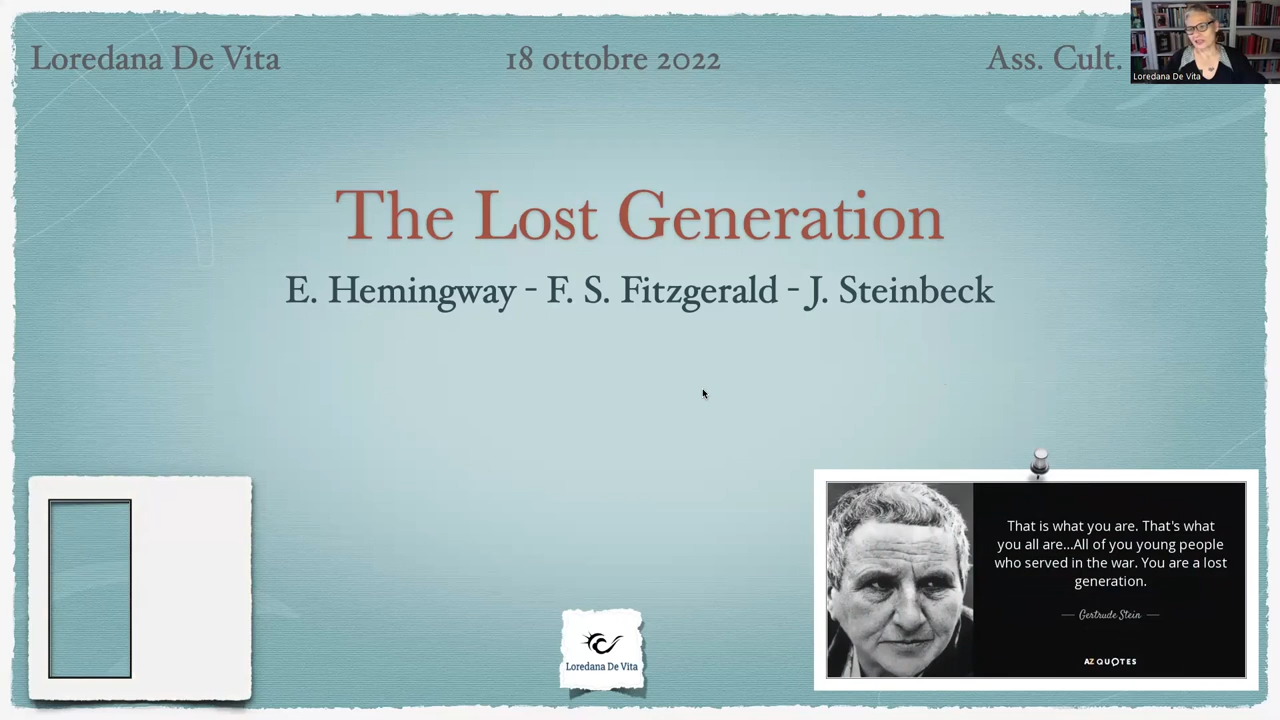 Loredana De Vita
18 ottobre 2022
Ass. Cult.
Loredana De Vita
The Lost Generation
E. Hemingway - F. S. Fitzgerald - J. Steinbeck
That is what you are. That's what
you all are...All of you young people
who served in the war. You are a lost
generation.
Gertrude Stein
AZ QUOTES
Loredana De Vita